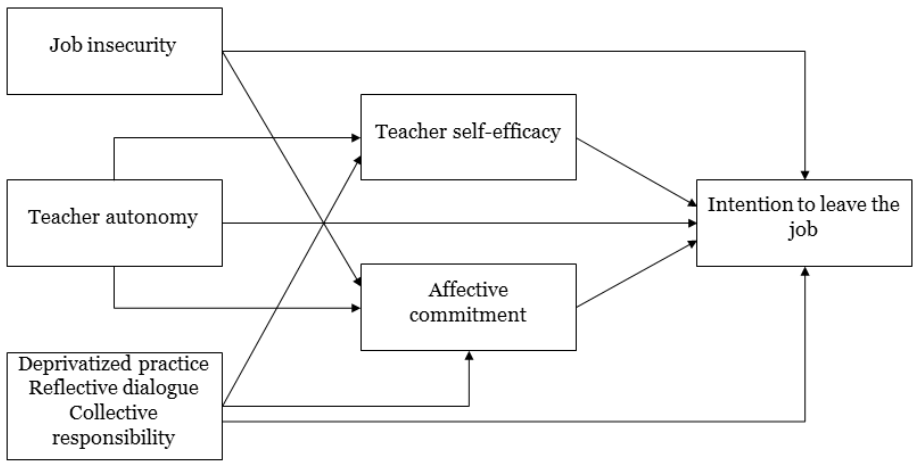 Job insecurity
Teacher self-efficacy
Teacher autonomy
Intention to leave the
job
Affective
commitment
Deprivatized practice
Reflective dialogue
Collective
responsibility